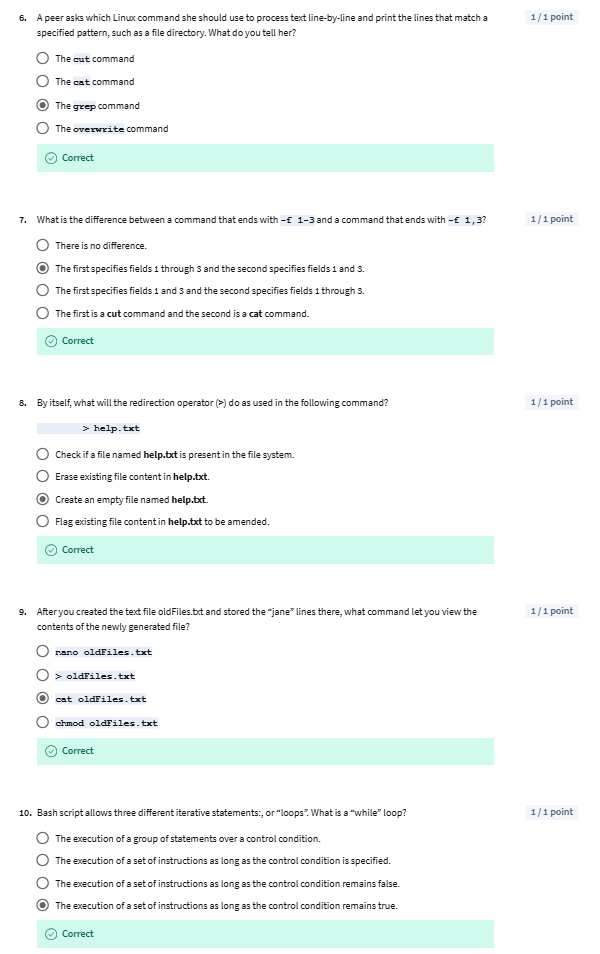 6. A peer asks which Linux command she should use to process text line-by-line and print the lines that match a
specified pattern, such as a file directory. What do you tell her?
1 / 1 point
The cut command
The cat command
The grep command
The overwrite command
Correct
7. What is the difference between a command that ends with -f 1-3 and a command that ends with -f 1,3?
1 / 1 point
There is no difference.
The first specifies fields 1 through 3 and the second specifies fields 1 and 3.
The first specifies fields 1 and 3 and the second specifies fields 1 through 3.
The first is a cut command and the second is a cat command.
Correct
8. By itself, what will the redirection operator (>) do as used in the following command?
1 / 1 point
> help.txt
Check if a file named help.txt is present in the file system.
Erase existing file content in help.txt.
Create an empty file named help.txt.
Flag existing file content in help.txt to be amended.
Correct
9. After you created the text file oldFiles.txt and stored the “jane” lines there, what command let you view the
contents of the newly generated file?
1 / 1 point
nano oldFiles.txt
> oldFiles.txt
cat oldFiles.txt
chmod oldFiles.txt
Correct
10. Bash script allows three different iterative statements:, or “loops”. What is a “while” loop?
1 / 1 point
The execution of a group of statements over a control condition.
The execution of a set of instructions as long as the control condition is specified.
The execution of a set of instructions as long as the control condition remains false.
The execution of a set of instructions as long as the control condition remains true.
Correct